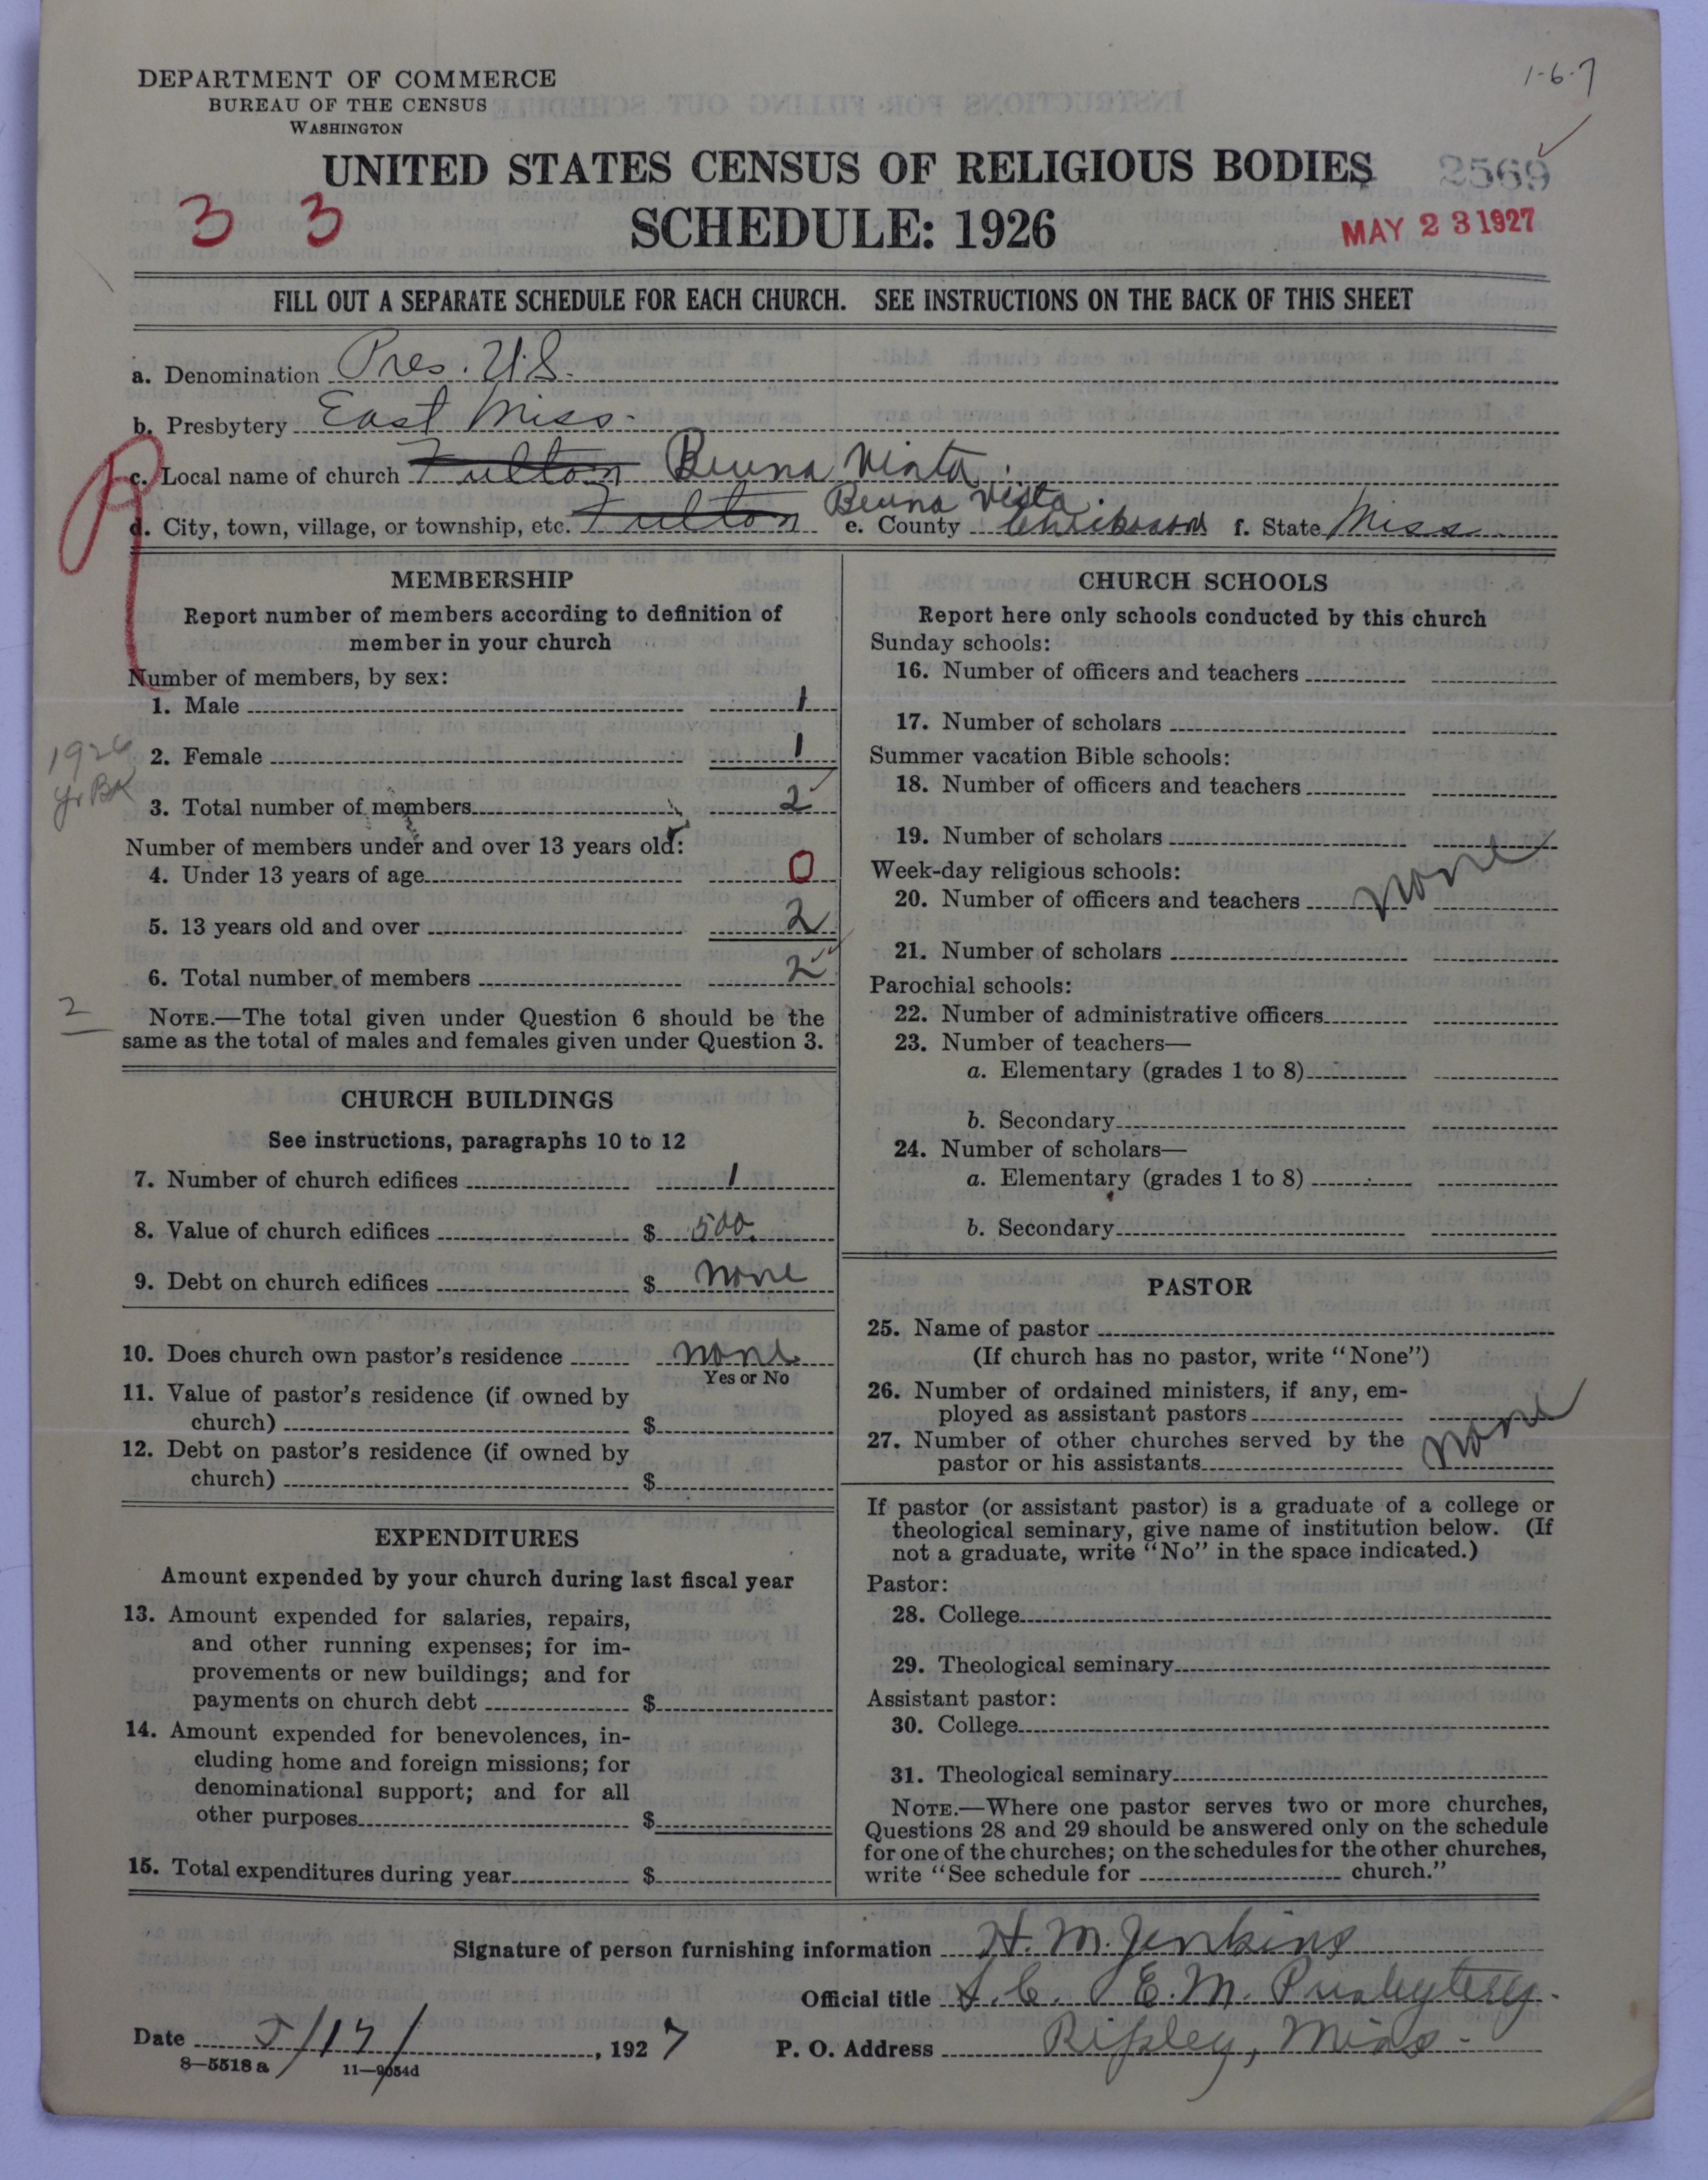 1-6-7
DEPARTMENT OF COMMERCE
BUREAU OF THE CENSUS
WASHINGTON
UNITED STATES CENSUS OF RELIGIOUS BODIES
2569
3 3
SCHEDULE: 1926
MAY 23 1927
FILL OUT A SEPARATE SCHEDULE FOR EACH CHURCH. SEE INSTRUCTIONS ON THE BACK OF THIS SHEET
a. Denomination Pres. U.S.
b. Presbytery East Miss.
R
c. Local name of church Fulton Beuna Vista.
Beuna Vista.
d. City, town, village, or township, etc. Fulton e. County f. State Miss
MEMBERSHIP
Report number of members according to definition of
member in your church
Number of members, by sex:
1. Male 1
1926
Yr Bk
2. Female 1
3. Total number of members 2
Number of members under and over 13 years old:
4. Under 13 years of age 0
5. 13 years old and over 2
6. Total number of members 2
2
NOTE.—The total given under Question 6 should be the
same as the total of males and females given under Question 3.
CHURCH BUILDINGS
See instructions, paragraphs 10 to 12
7. Number of church edifices 1
8. Value of church edifices $ 500.
9. Debt on church edifices $ none
10. Does church own pastor's residence none
Yes or No
11. Value of pastor's residence (if owned by
church) $
12. Debt on pastor's residence (if owned by
church) $
EXPENDITURES
Amount expended by your church during last fiscal year
13. Amount expended for salaries, repairs,
and other running expenses; for im-
provements or new buildings; and for
payments on church debt $
14. Amount expended for benevolences, in-
cluding home and foreign missions; for
denominational support; and for all
other purposes $
15. Total expenditures during year $
CHURCH SCHOOLS
Report here only schools conducted by this church
Sunday schools:
16. Number of officers and teachers
17. Number of scholars
Summer vacation Bible schools:
18. Number of officers and teachers
19. Number of scholars
Week-day religious schools:
none
20. Number of officers and teachers
21. Number of scholars
Parochial schools:
22. Number of administrative officers
23. Number of teachers—
a. Elementary (grades 1 to 8)
b. Secondary
24. Number of scholars—
a. Elementary (grades 1 to 8)
b. Secondary
PASTOR
25. Name of pastor
(If church has no pastor, write "None")
26. Number of ordained ministers, if any, em-
ployed as assistant pastors
none
27. Number of other churches served by the
pastor or his assistants
If pastor (or assistant pastor) is a graduate of a college or
theological seminary, give name of institution below. (If
not a graduate, write "No" in the space indicated.)
Pastor:
28. College
29. Theological seminary
Assistant pastor:
30. College
31. Theological seminary
NOTE.—Where one pastor serves two or more churches,
Questions 28 and 29 should be answered only on the schedule
for one of the churches; on the schedules for the other churches,
write "See schedule for church."
Signature of person furnishing information H. M. Jenkins
Official title S. C. E. M. Presbytery.
Date 5/17/, 1927 P. O. Address Ripley, Miss.
8—5518 a 11—9054d